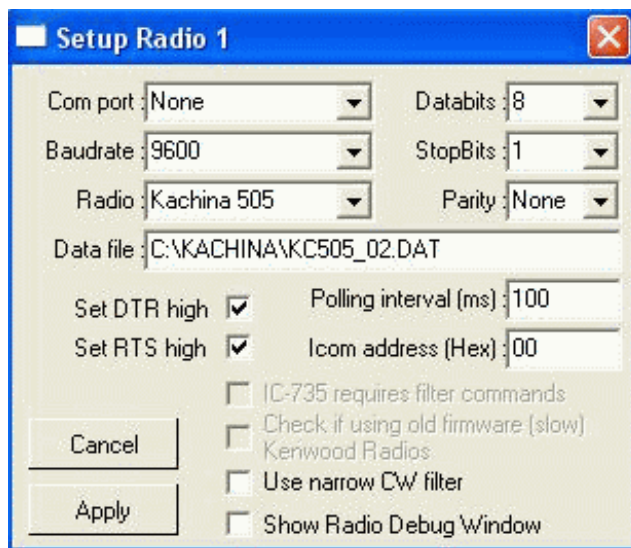 Setup Radio 1
Com port : None
Databits : 8
Baudrate : 9600
StopBits : 1
Radio : Kachina 505
Parity : None
Data file : C:\KACHINA\KC505_02.DAT
Set DTR high
Polling interval (ms) : 100
Set RTS high
Icom address (Hex) : 00
IC-735 requires filter commands
Check if using old firmware (slow)
Kenwood Radios
Cancel
Use narrow CW filter
Apply
Show Radio Debug Window